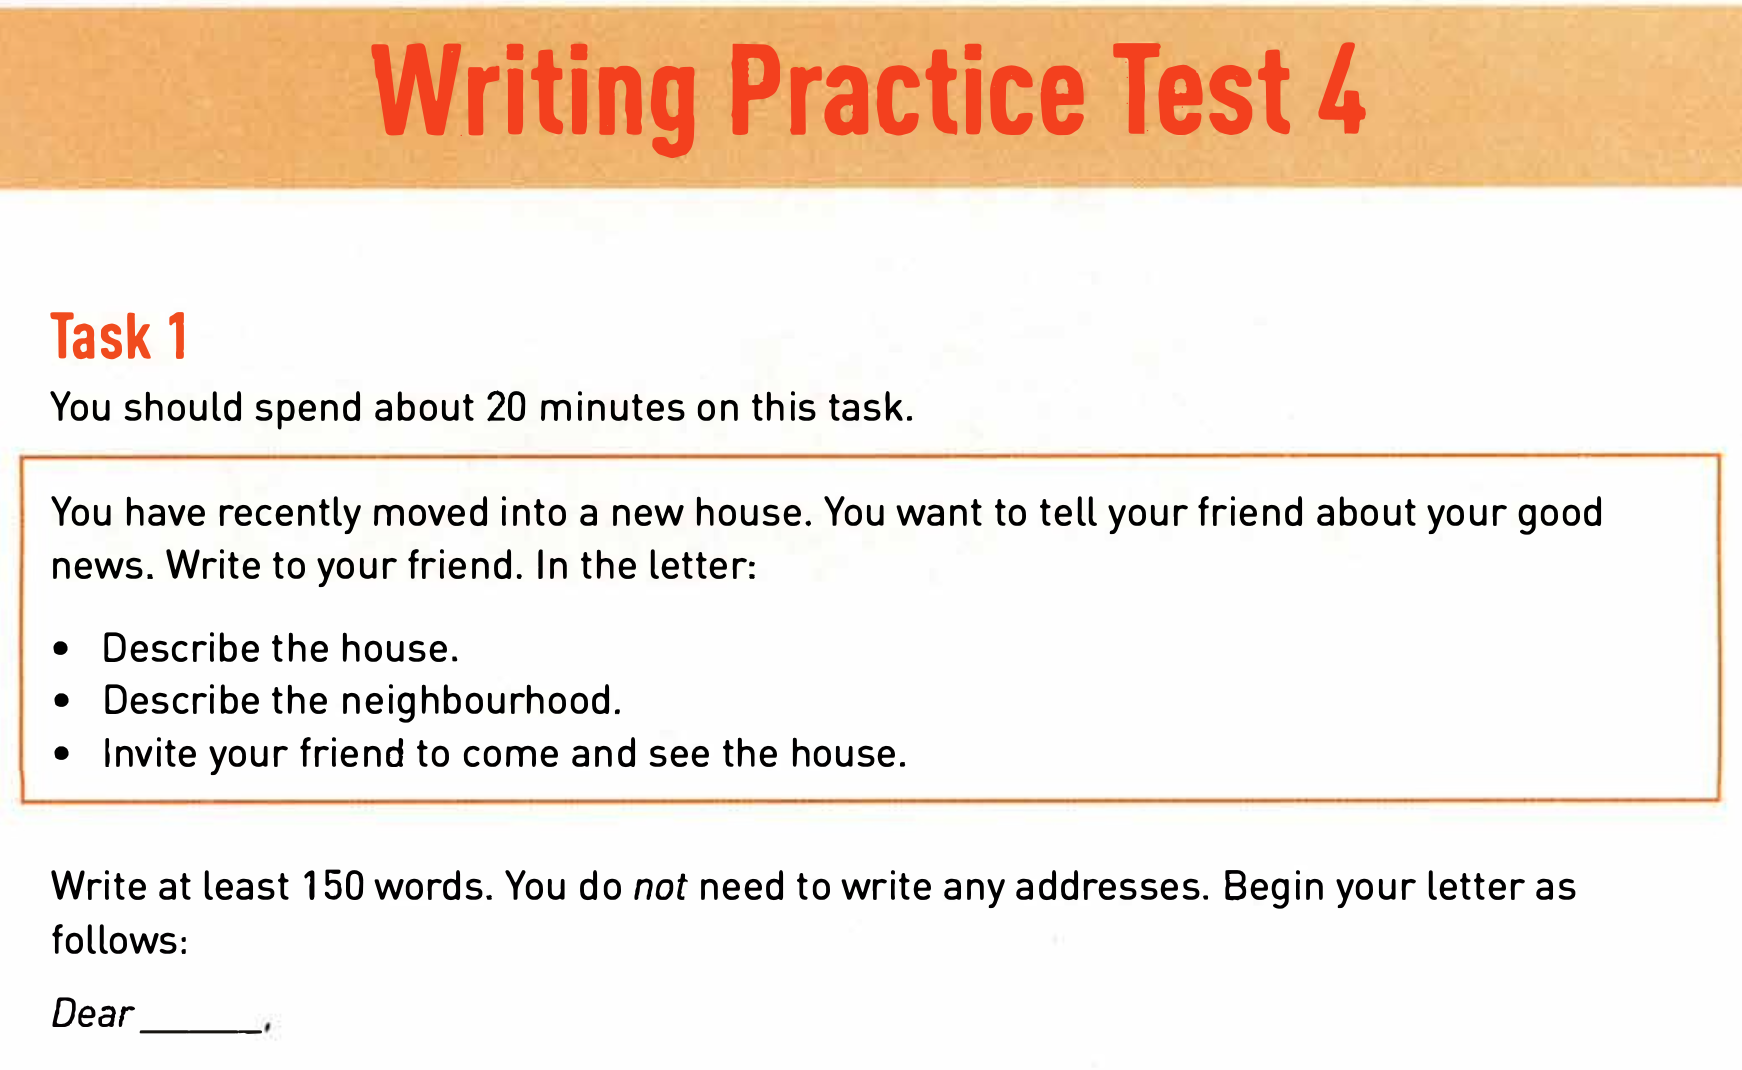 Writing Practice Test 4
Task 1
You should spend about 20 minutes on this task.
You have recently moved into a new house. You want to tell your friend about your good
news. Write to your friend. In the letter:
• Describe the house.
• Describe the neighbourhood.
• Invite your friend to come and see the house.
Write at least 150 words. You do not need to write any addresses. Begin your letter as
follows:
Dear ______,